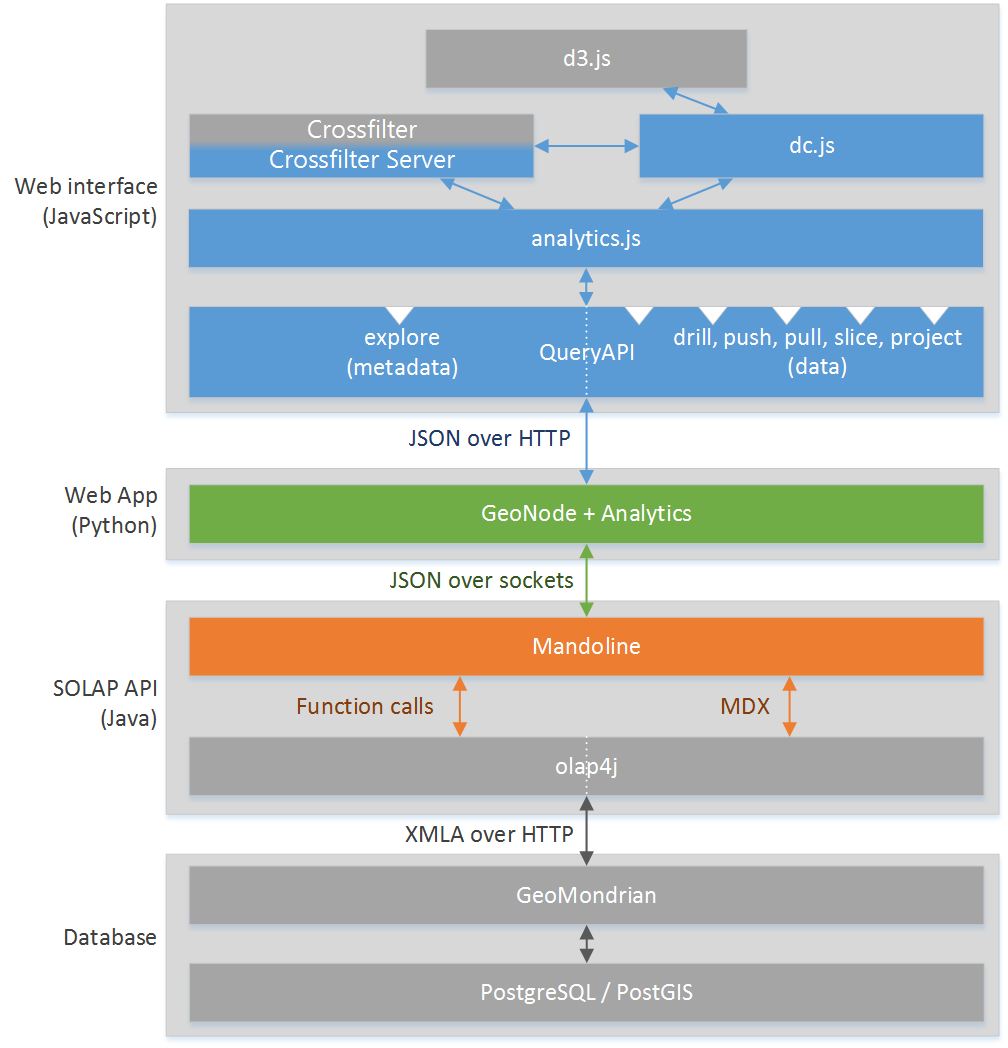 d3.js
Crossfilter
Crossfilter Server
dc.js
Web interface
(JavaScript)
analytics.js
explore
(metadata)
QueryAPI
drill, push, pull, slice, project
(data)
JSON over HTTP
Web App
(Python)
GeoNode + Analytics
JSON over sockets
Mandoline
SOLAP API
(Java)
Function calls
MDX
olap4j
XMLA over HTTP
GeoMondrian
Database
PostgreSQL / PostGIS